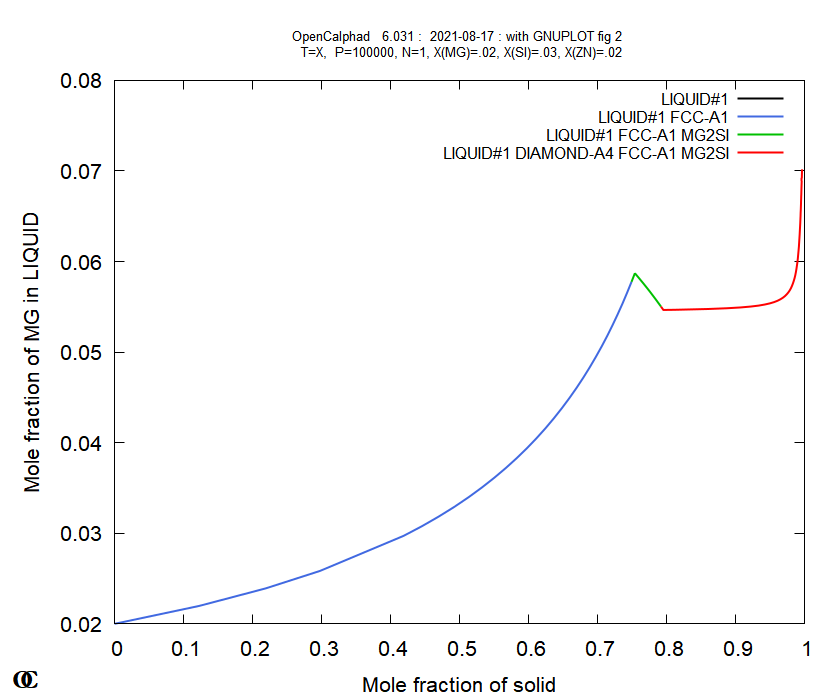 OpenCalphad 6.031 : 2021-08-17 : with GNUPLOT fig 2
T=X, P=100000, N=1, X(MG)=.02, X(SI)=.03, X(ZN)=.02
LIQUID#1
LIQUID#1 FCC-A1
LIQUID#1 FCC-A1 MG2SI
LIQUID#1 DIAMOND-A4 FCC-A1 MG2SI
Mole fraction of MG in LIQUID
0.08
0.07
0.06
0.05
0.04
0.03
0.02
0 0.1 0.2 0.3 0.4 0.5 0.6 0.7 0.8 0.9 1
Mole fraction of solid
OC